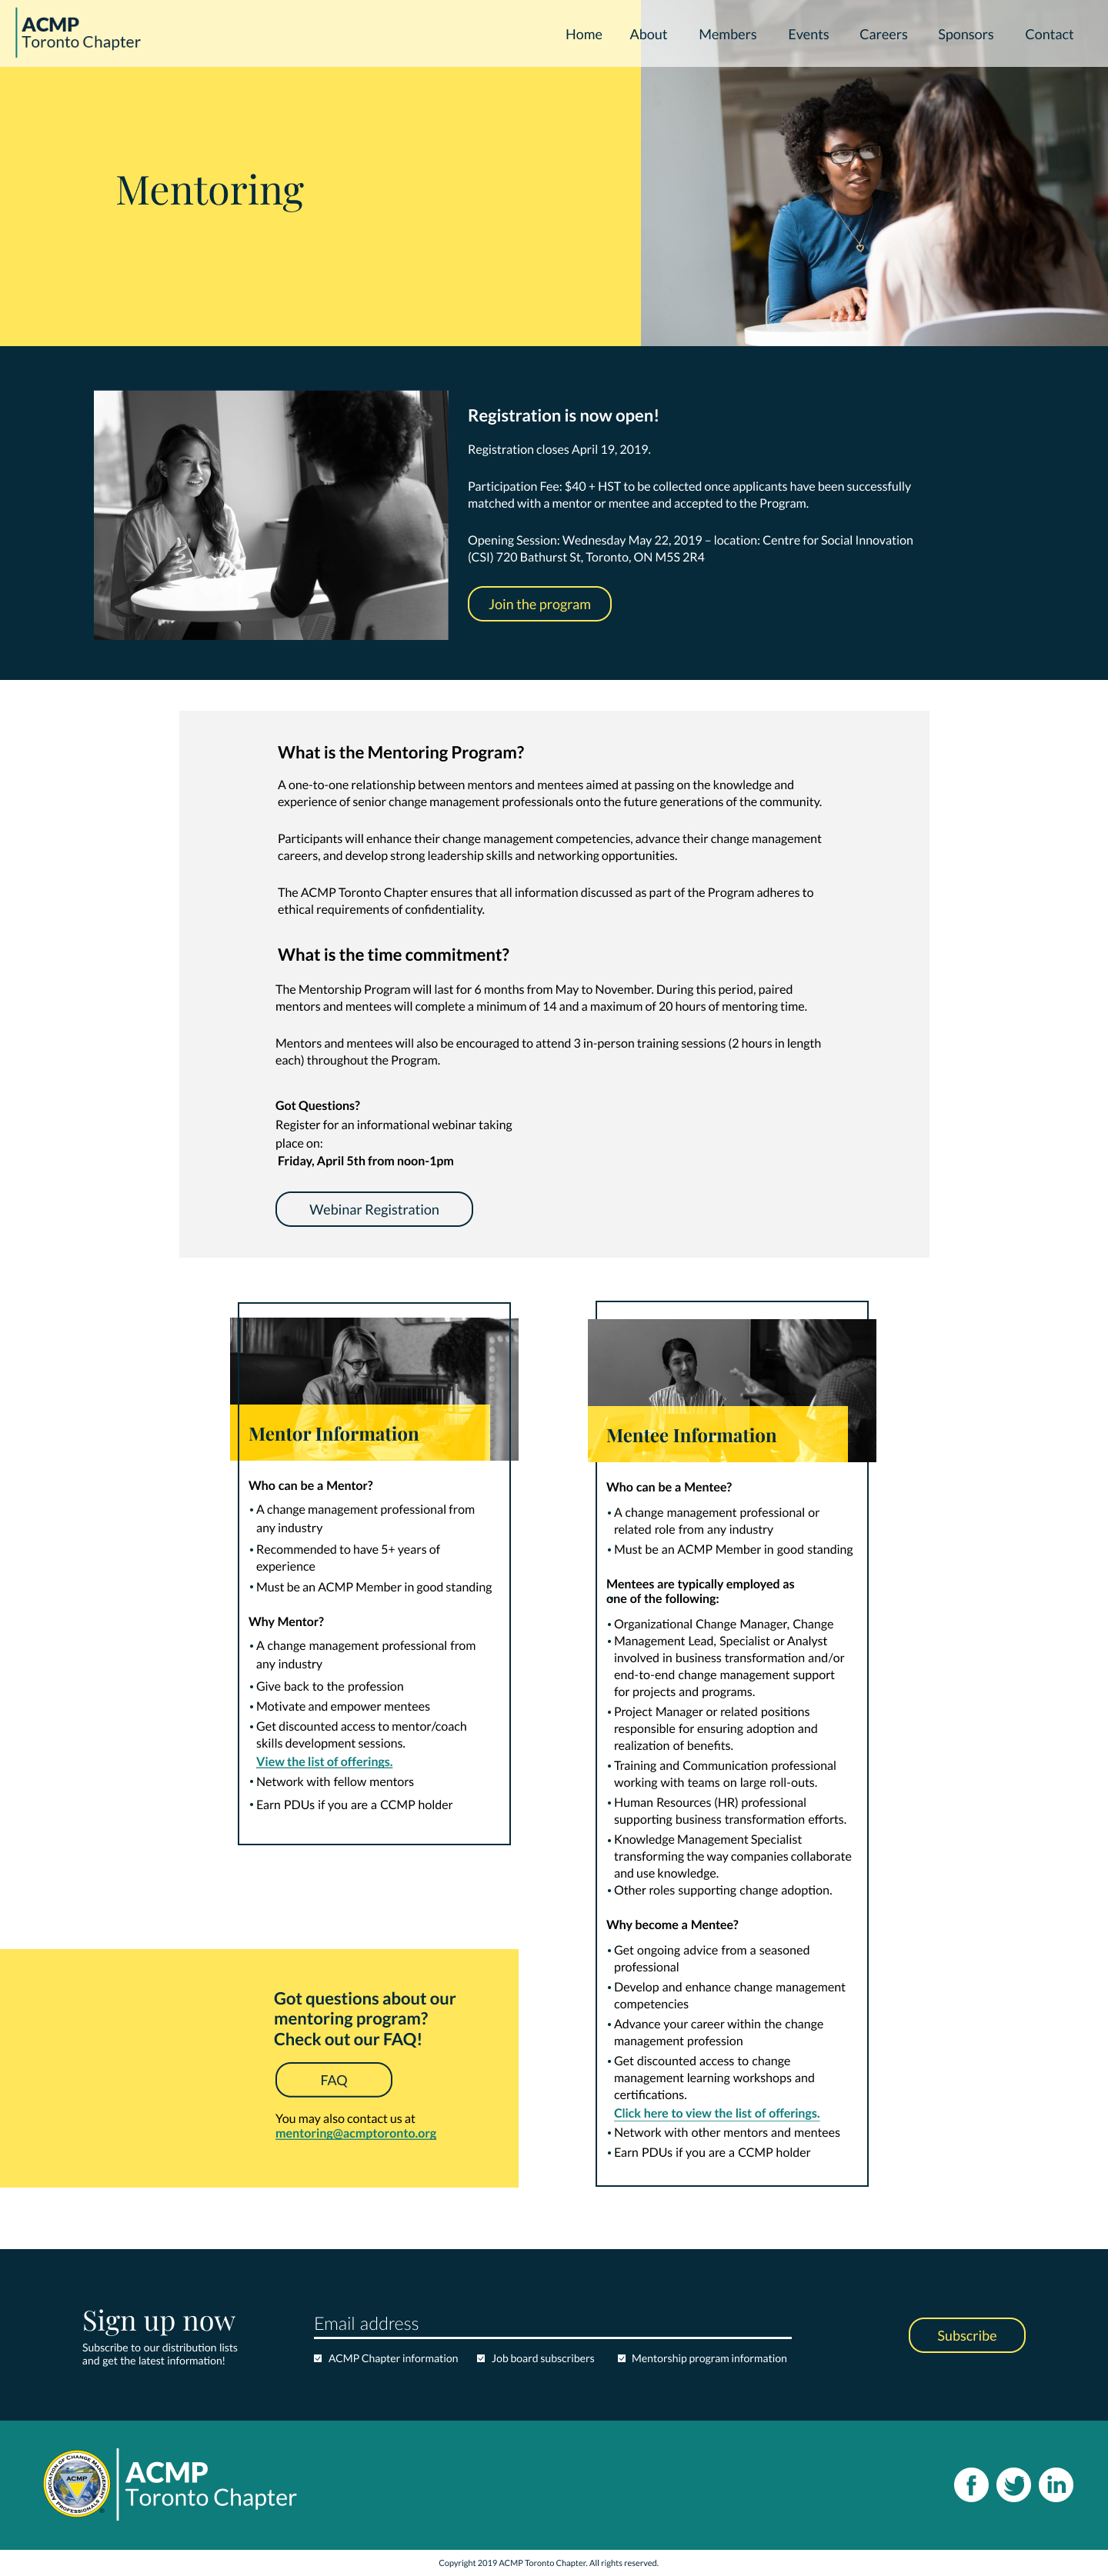 ACMP
Toronto Chapter
Home About Members Events Careers Sponsors Contact
Mentoring
Registration is now open!
Registration closes April 19, 2019.
Participation Fee: $40 + HST to be collected once applicants have been successfully
matched with a mentor or mentee and accepted to the Program.
Opening Session: Wednesday May 22, 2019 – location: Centre for Social Innovation
(CSI) 720 Bathurst St, Toronto, ON M5S 2R4
Join the program
What is the Mentoring Program?
A one-to-one relationship between mentors and mentees aimed at passing on the knowledge and
experience of senior change management professionals onto the future generations of the community.
Participants will enhance their change management competencies, advance their change management
careers, and develop strong leadership skills and networking opportunities.
The ACMP Toronto Chapter ensures that all information discussed as part of the Program adheres to
ethical requirements of confidentiality.
What is the time commitment?
The Mentorship Program will last for 6 months from May to November. During this period, paired
mentors and mentees will complete a minimum of 14 and a maximum of 20 hours of mentoring time.
Mentors and mentees will also be encouraged to attend 3 in-person training sessions (2 hours in length
each) throughout the Program.
Got Questions?
Register for an informational webinar taking
place on:
Friday, April 5th from noon-1pm
Webinar Registration
Mentor Information
Who can be a Mentor?
• A change management professional from
any industry
• Recommended to have 5+ years of
experience
• Must be an ACMP Member in good standing
Why Mentor?
• A change management professional from
any industry
• Give back to the profession
• Motivate and empower mentees
• Get discounted access to mentor/coach
skills development sessions.
View the list of offerings.
• Network with fellow mentors
• Earn PDUs if you are a CCMP holder
Mentee Information
Who can be a Mentee?
• A change management professional or
related role from any industry
• Must be an ACMP Member in good standing
Mentees are typically employed as
one of the following:
• Organizational Change Manager, Change
• Management Lead, Specialist or Analyst
involved in business transformation and/or
end-to-end change management support
for projects and programs.
• Project Manager or related positions
responsible for ensuring adoption and
realization of benefits.
• Training and Communication professional
working with teams on large roll-outs.
• Human Resources (HR) professional
supporting business transformation efforts.
• Knowledge Management Specialist
transforming the way companies collaborate
and use knowledge.
• Other roles supporting change adoption.
Why become a Mentee?
• Get ongoing advice from a seasoned
professional
• Develop and enhance change management
competencies
• Advance your career within the change
management profession
• Get discounted access to change
management learning workshops and
certifications.
Click here to view the list of offerings.
• Network with other mentors and mentees
• Earn PDUs if you are a CCMP holder
Got questions about our
mentoring program?
Check out our FAQ!
FAQ
You may also contact us at
mentoring@acmptoronto.org
Sign up now
Subscribe to our distribution lists
and get the latest information!
Email address
ACMP Chapter information Job board subscribers Mentorship program information
Subscribe
ASSOCIATION OF CHANGE MANAGEMENT PROFESSIONALS
ACMP
ACMP
Toronto Chapter
Copyright 2019 ACMP Toronto Chapter. All rights reserved.